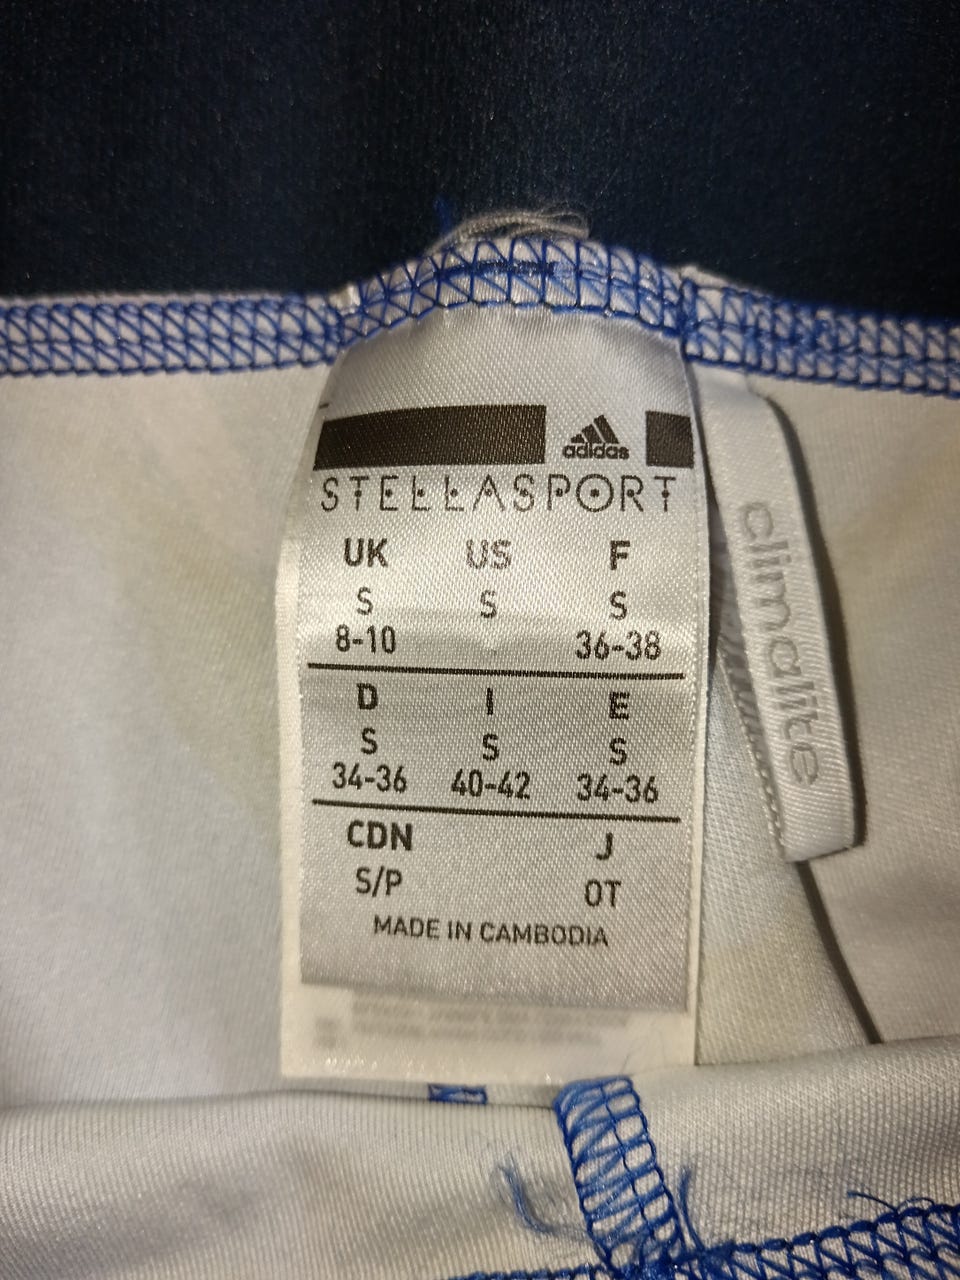 adidas
STELLASPORT
UK US F
S S S
8-10 36-38
D I E
S S S
34-36 40-42 34-36
CDN J
S/P OT
MADE IN CAMBODIA
climalite